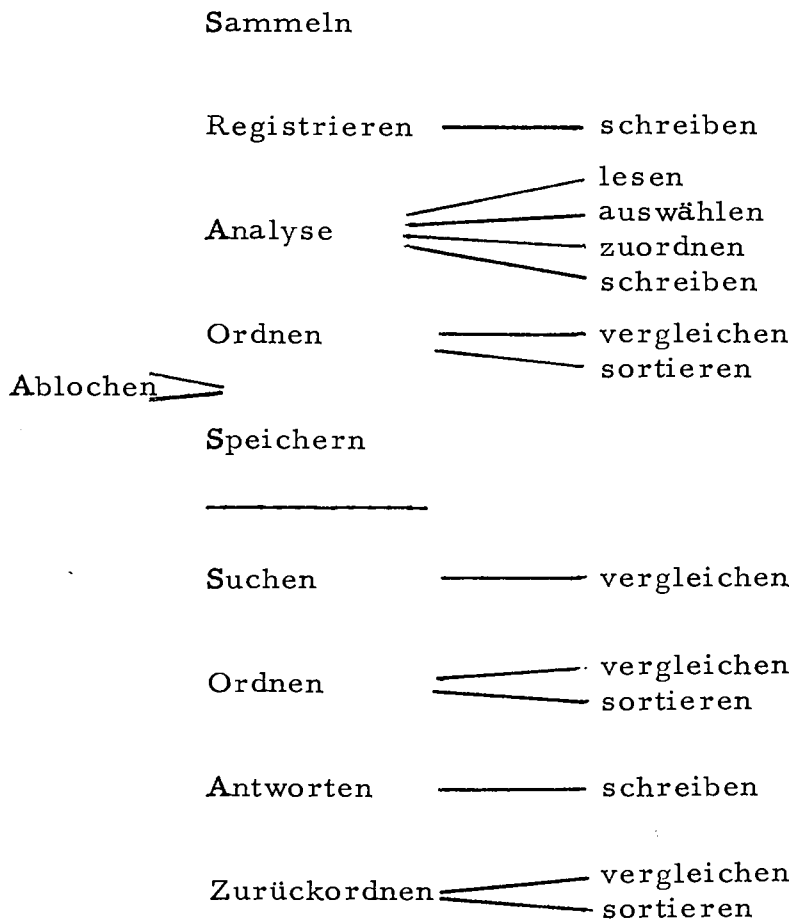 Sammeln
Registrieren schreiben
lesen
Analyse auswählen
zuordnen
schreiben
Ordnen vergleichen
sortieren
Ablochen
Speichern
Suchen vergleichen
Ordnen vergleichen
sortieren
Antworten schreiben
Zurückordnen vergleichen
sortieren